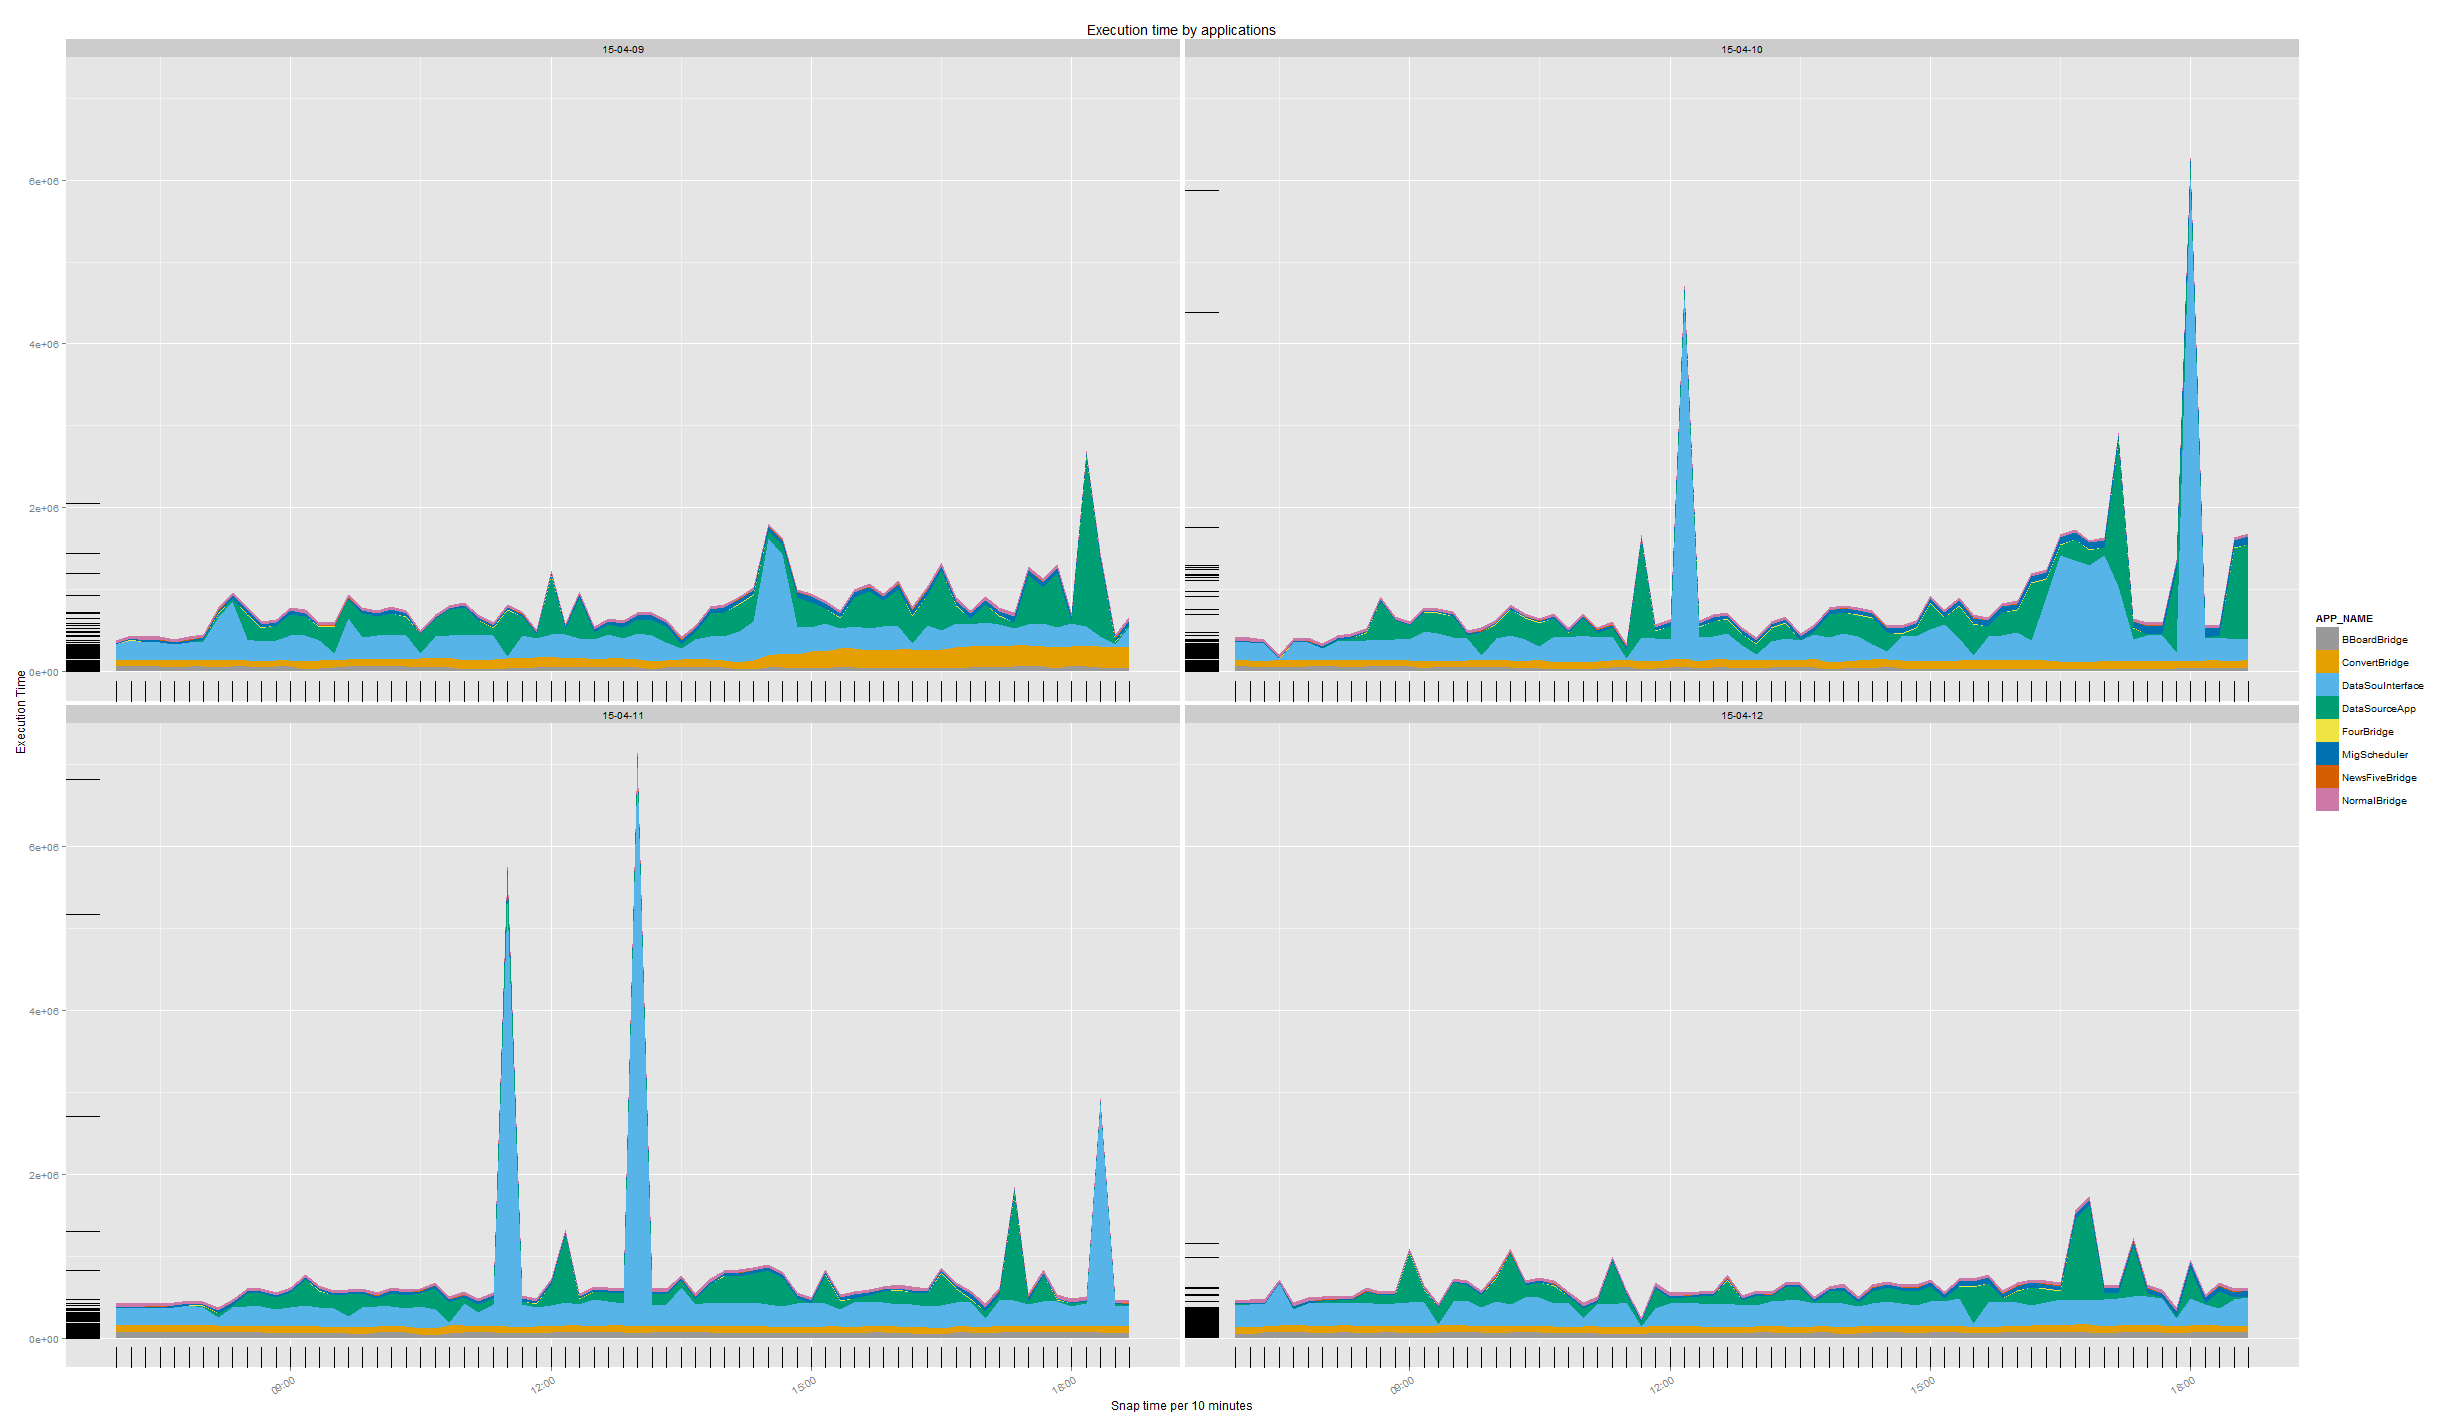 Execution time by applications
15-04-09
15-04-10
6e+06
4e+06
2e+06
0e+00
15-04-11
15-04-12
6e+06
4e+06
2e+06
0e+00
09:00
12:00
15:00
18:00
09:00
12:00
15:00
18:00
Snap time per 10 minutes
Execution Time
APP_NAME
BBoardBridge
ConvertBridge
DataSouInterface
DataSourceApp
FourBridge
MigScheduler
NewsFiveBridge
NormalBridge